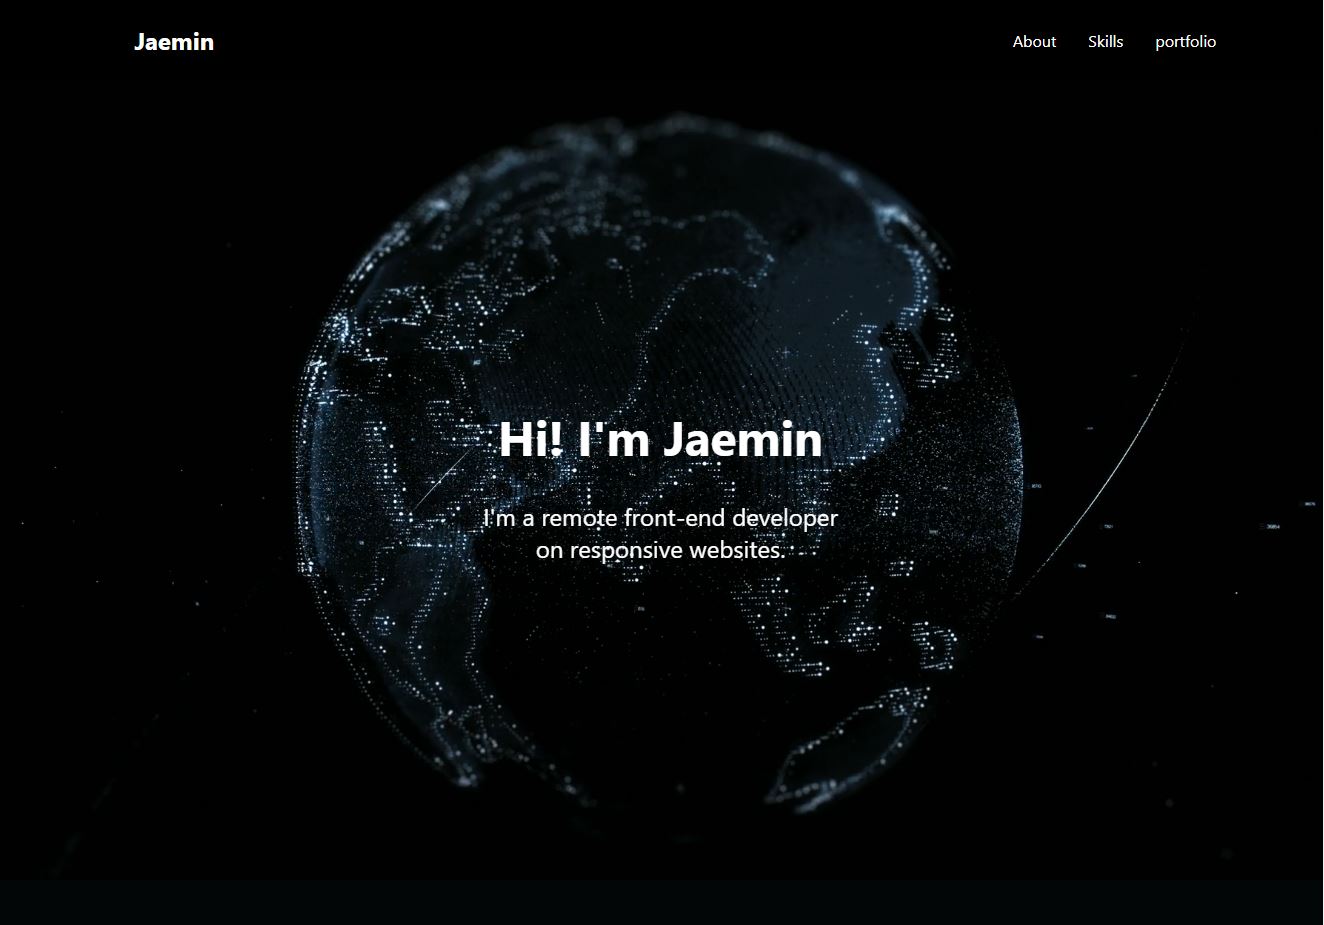 Jaemin
About Skills portfolio
Hi! I'm Jaemin
I'm a remote front-end developer
on responsive websites.